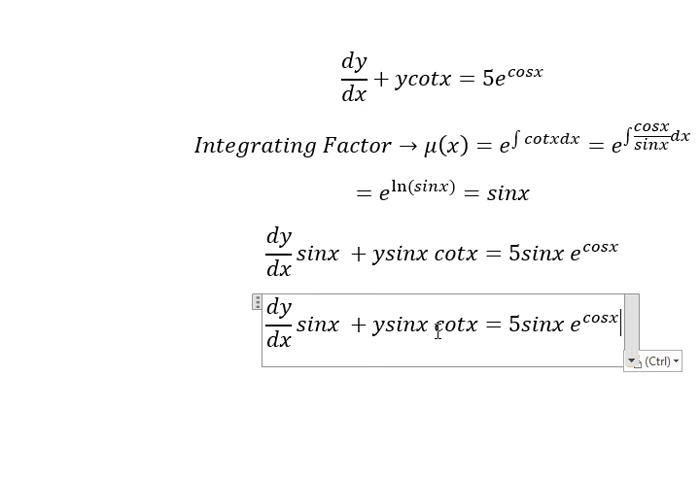 dy/dx + ycotx = 5e^cosx
Integrating Factor → μ(x) = e^∫ cotxdx = e^∫ cosx/sinx dx
= e^ln(sinx) = sinx
dy/dx sinx + ysinx cotx = 5sinx e^cosx
dy/dx sinx + ysinx cotx = 5sinx e^cosx
(Ctrl)